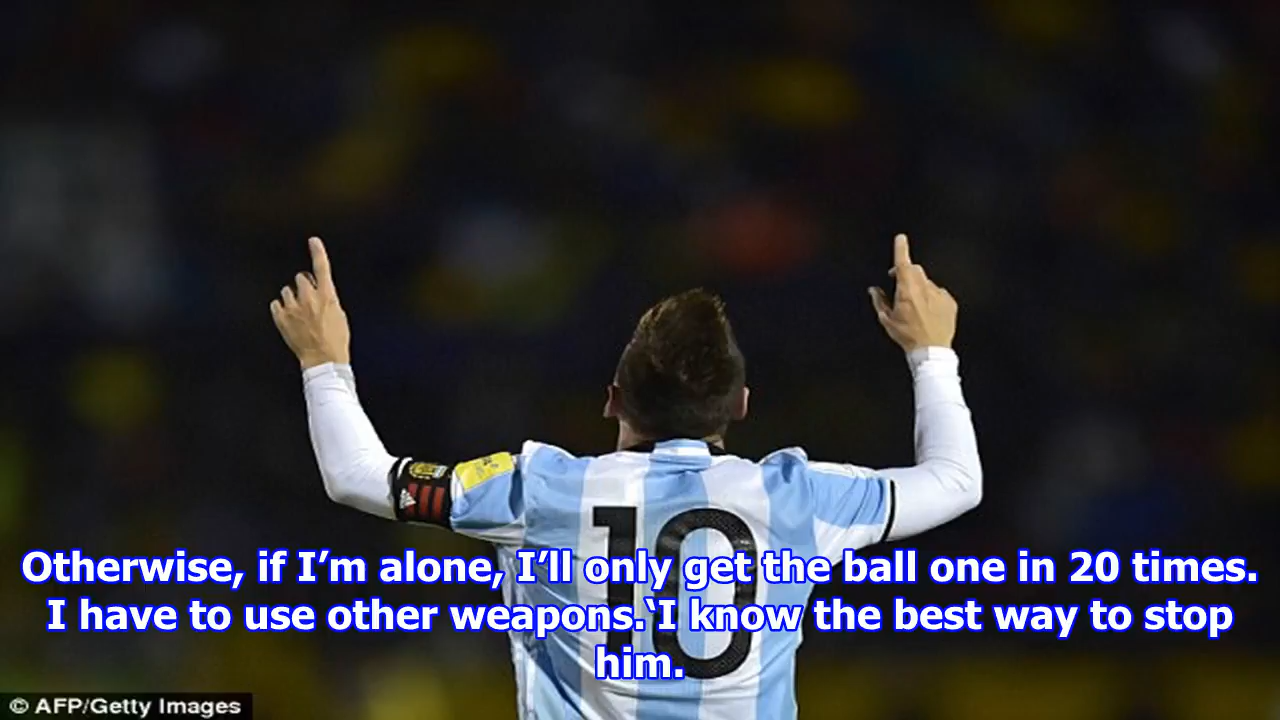 10
Otherwise, if I’m alone, I’ll only get the ball one in 20 times.
I have to use other weapons.‘I know the best way to stop
him.
© AFP/Getty Images